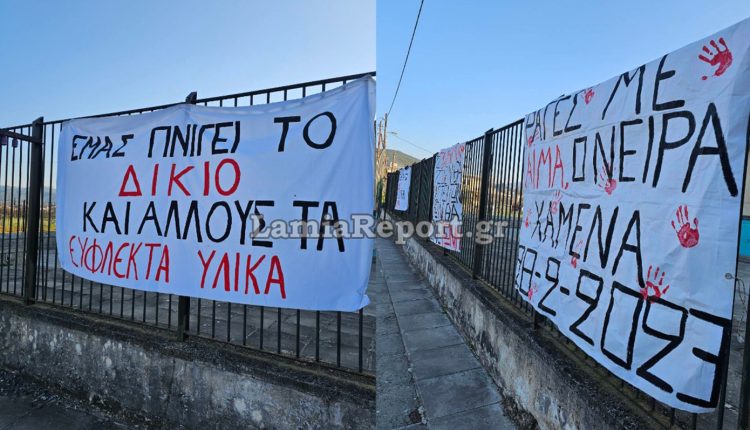 ΕΜΑΣ ΠΝΙΓΕΙ ΤΟ
ΔΙΚΙΟ
ΚΑΙ ΑΛΛΟΥΣ ΤΑ
ΕΥΦΛΕΚΤΑ ΥΛΙΚΑ
LamiaReport.gr
ΡΑΓΕΣ ΜΕ
ΑΙΜΑ, ΟΝΕΙΡΑ
ΧΑΜΕΝΑ
28-2-2023